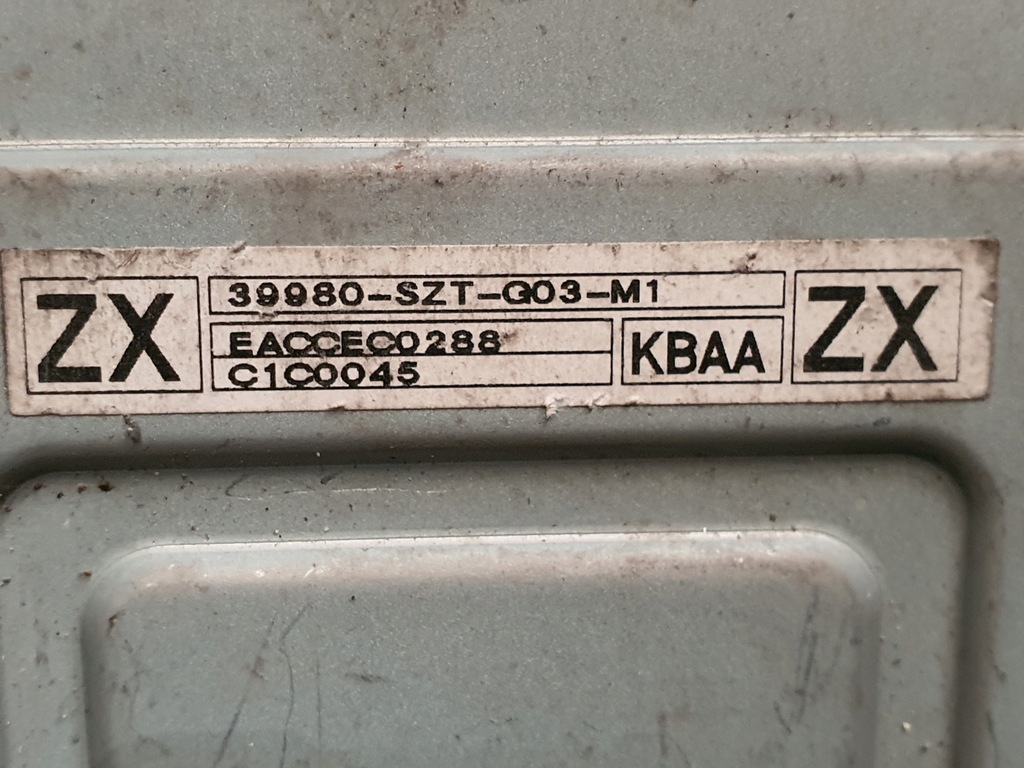 ZX
39980-SZT-G03-M1
EACCEC0288
C1C0045
KBAA
ZX